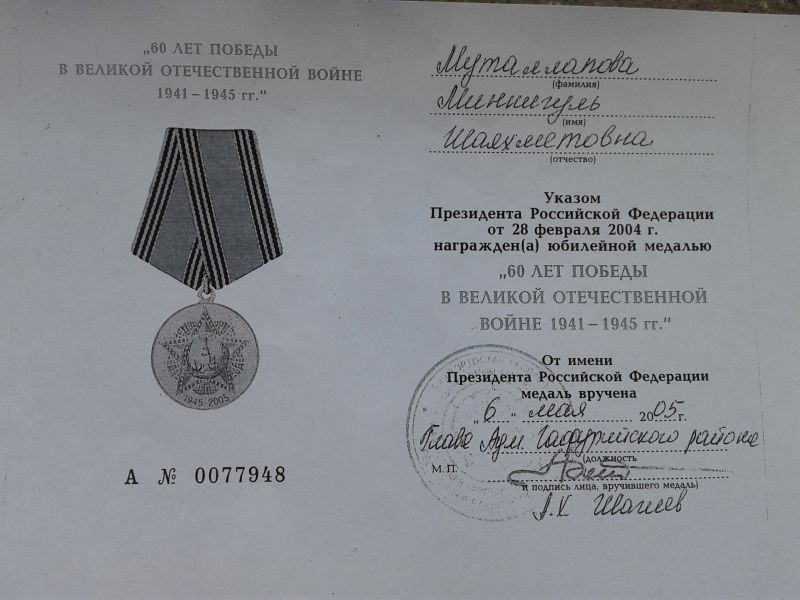 „60 ЛЕТ ПОБЕДЫ
В ВЕЛИКОЙ ОТЕЧЕСТВЕННОЙ ВОЙНЕ
1941 – 1945 гг."
1945-2005
А № 0077948
Муталлапова
(фамилия)
Миннигуль
(имя)
Шаяхметовна
(отчество)
Указом
Президента Российской Федерации
от 28 февраля 2004 г.
награжден(а) юбилейной медалью
„60 ЛЕТ ПОБЕДЫ
В ВЕЛИКОЙ ОТЕЧЕСТВЕННОЙ
ВОЙНЕ 1941 – 1945 гг."
От имени
Президента Российской Федерации
медаль вручена
„6" мая 2005г.
Глава Адм. Гафурийского района
(должность
М.П.
и подпись лица, вручившего медаль)